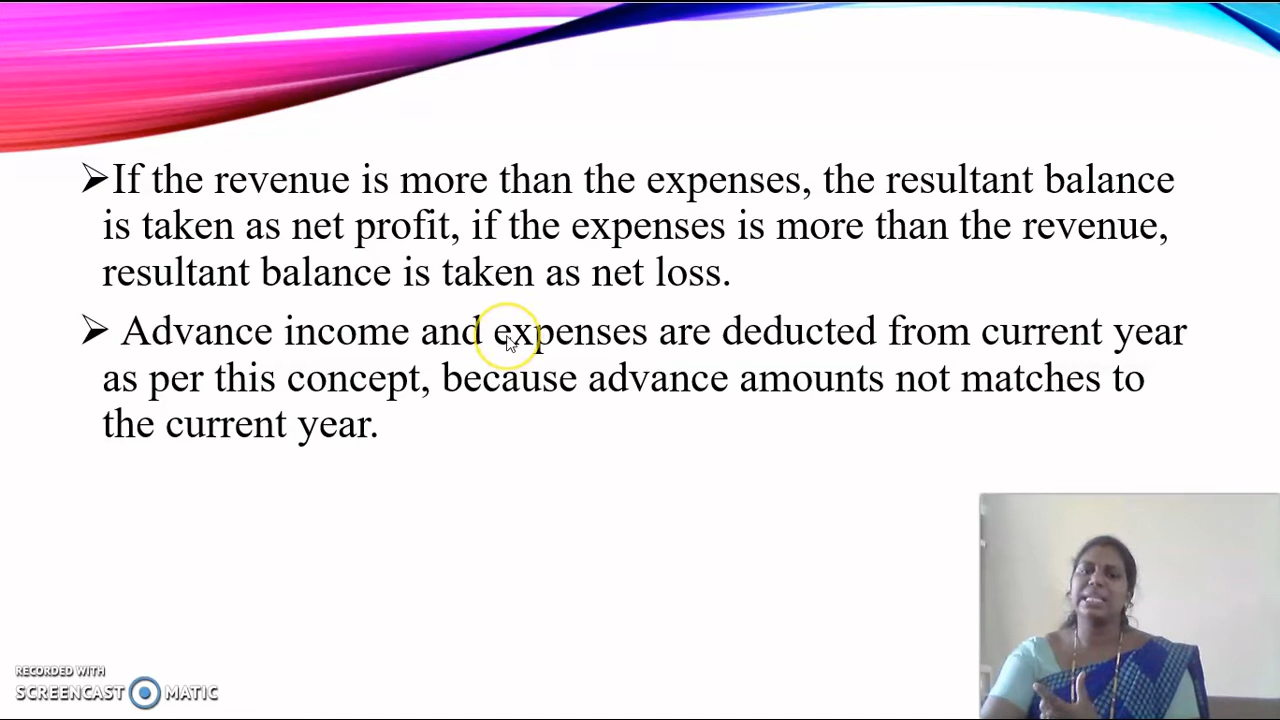 ➢If the revenue is more than the expenses, the resultant balance
is taken as net profit, if the expenses is more than the revenue,
resultant balance is taken as net loss.
➢ Advance income and expenses are deducted from current year
as per this concept, because advance amounts not matches to
the current year.
RECORDED WITH
SCREENCAST MATIC